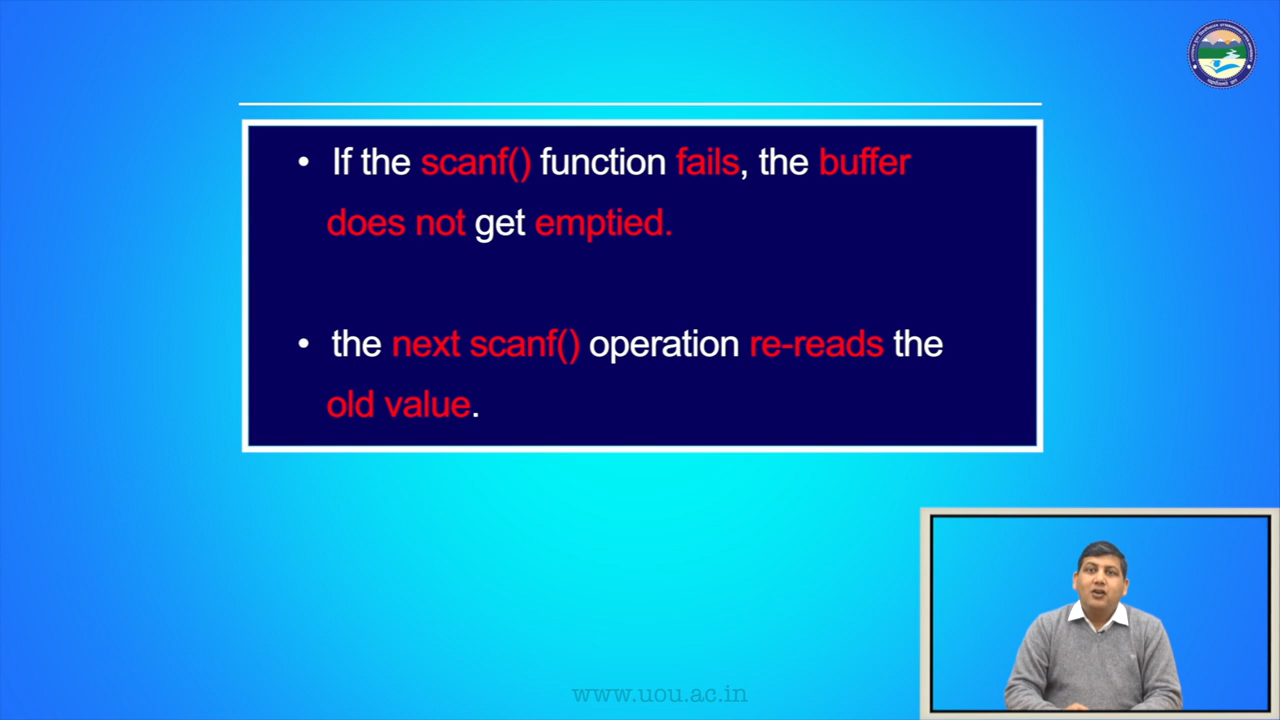 • If the scanf() function fails, the buffer
does not get emptied.
• the next scanf() operation re-reads the
old value.
www.uou.ac.in